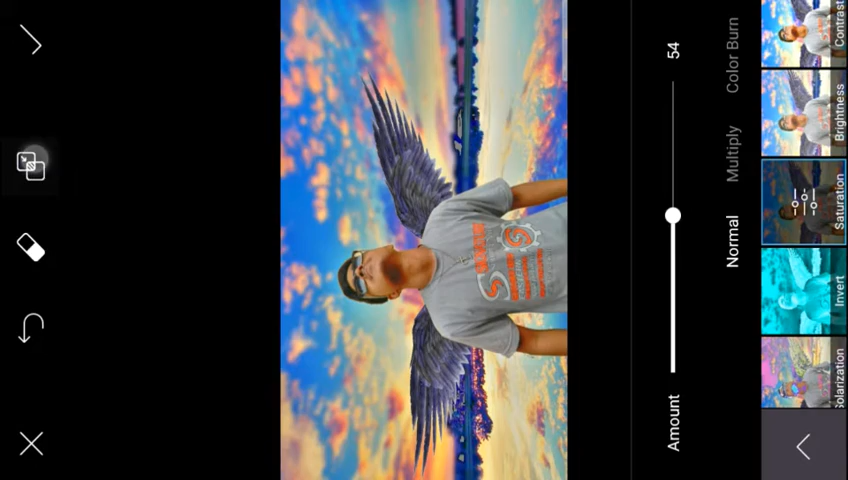 Contrast
Brightness
Saturation
Invert
Solarization
Normal
Multiply
Color Burn
Amount
54